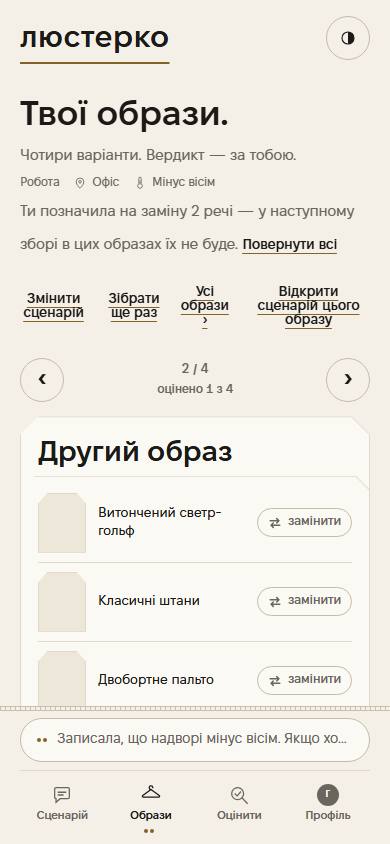 люстерко
Твої образи.
Чотири варіанти. Вердикт — за тобою.
Робота Офіс Мінус вісім
Ти позначила на заміну 2 речі — у наступному
зборі в цих образах їх не буде. Повернути всі
Змінити
сценарій
Зібрати
ще раз
Усі
образи
›
Відкрити
сценарій цього
образу
‹
2 / 4
оцінено 1 з 4
›
Другий образ
Витончений светр-
гольф
замінити
Класичні штани
замінити
Двобортне пальто
замінити
Записала, що надворі мінус вісім. Якщо хо...
Сценарій
Образи
Оцінити
Г
Профіль